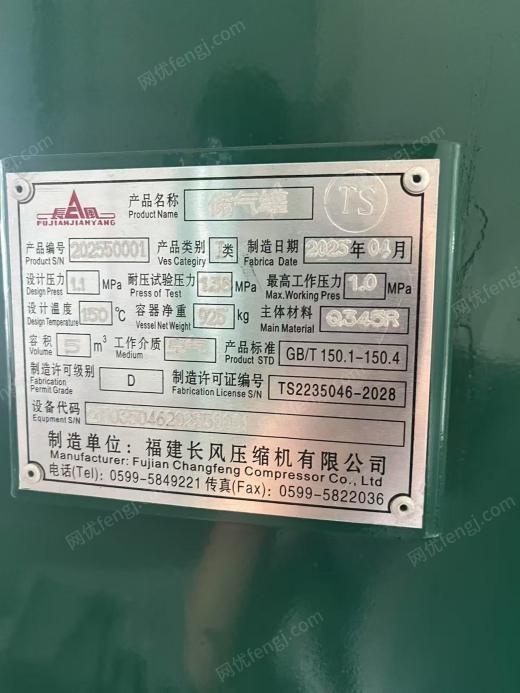 网优feng.com
長風
FUJIANJIANYANG
产品名称 Product Name 储气罐 TS
产品编号 Product S/N 202550001 产品类别 Ves Category Ⅰ类 制造日期 Fabrica Date 2025年04月
设计压力 Design Press 1.1 MPa 耐压试验压力 Press of Test 1.38 MPa 最高工作压力 Max.Working Pres 1.0 MPa
设计温度 Design Temperature 150 ℃ 容器净重 Vessel Net Weight 925 kg 主体材料 Main Material Q345R
容积 Volume 5 m³ 工作介质 Medium 产品标准 Product STD GB/T 150.1-150.4
制造许可级别 Fabrication Permit Grade D 制造许可证编号 Fabrication License S/N TS2235046-2028
设备代码 Equpment S/N
制造单位：福建长风压缩机有限公司
Manufacturer: Fujian Changfeng Compressor Co., Ltd
电话(Tel): 0599-5849221 传真(Fax): 0599-5822036